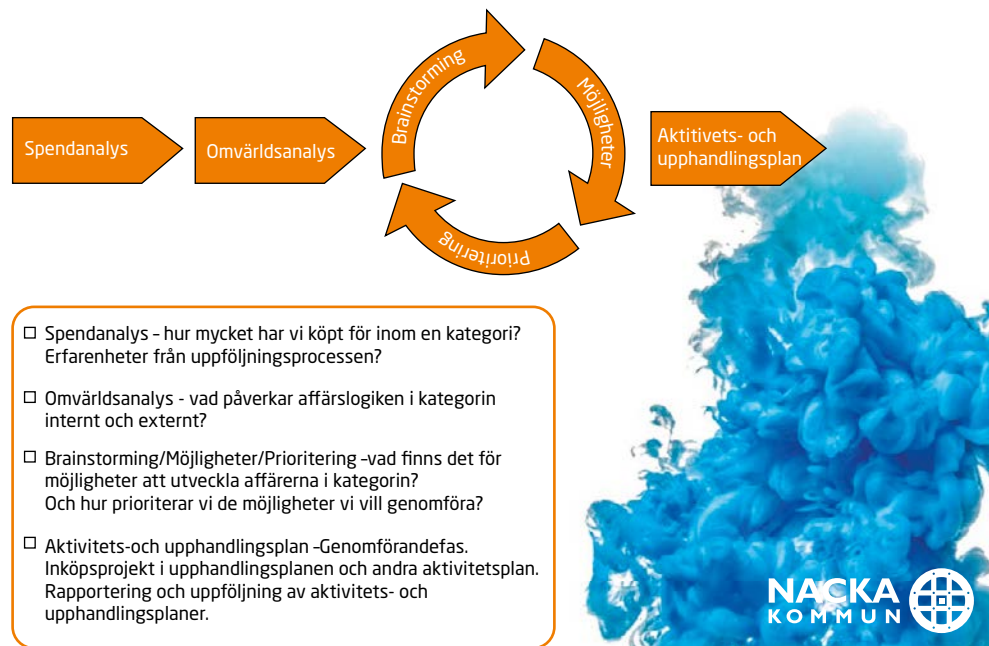 Spendanalys
Omvärldsanalys
Brainstorming
Möjligheter
Prioritering
Aktitivets- och
upphandlingsplan
☐ Spendanalys – hur mycket har vi köpt för inom en kategori?
Erfarenheter från uppföljningsprocessen?
☐ Omvärldsanalys - vad påverkar affärslogiken i kategorin
internt och externt?
☐ Brainstorming/Möjligheter/Prioritering –vad finns det för
möjligheter att utveckla affärerna i kategorin?
Och hur prioriterar vi de möjligheter vi vill genomföra?
☐ Aktivitets-och upphandlingsplan –Genomförandefas.
Inköpsprojekt i upphandlingsplanen och andra aktivitetsplan.
Rapportering och uppföljning av aktivitets- och
upphandlingsplaner.
NACKA
KOMMUN